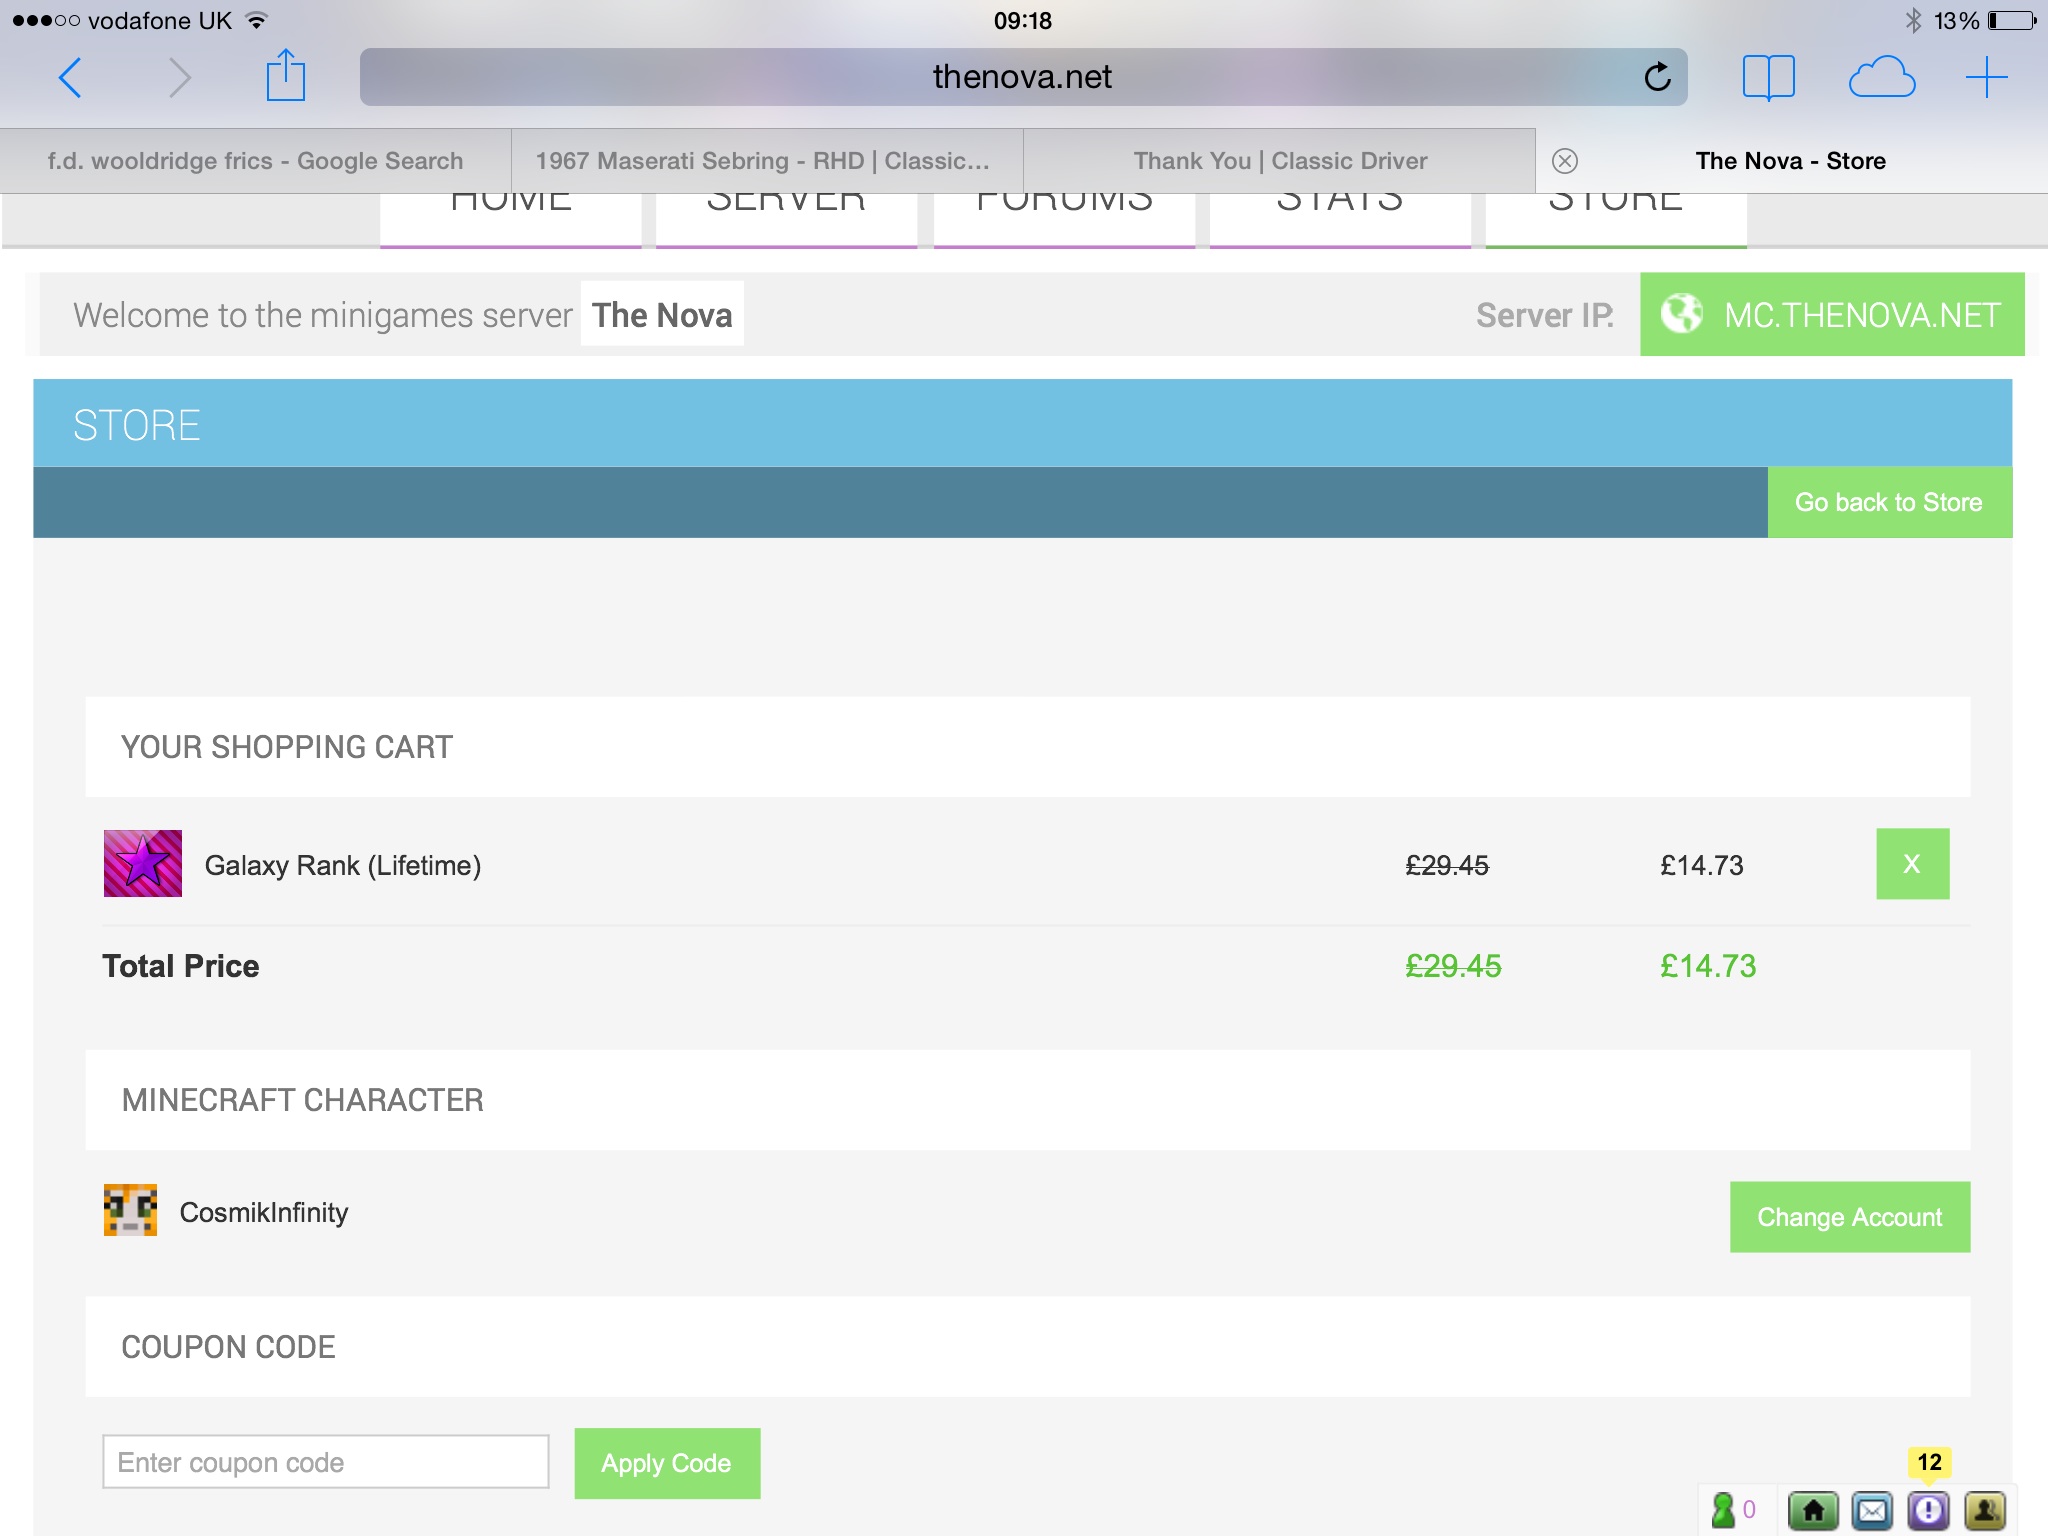 vodafone UK
09:18
13%
thenova.net
f.d. wooldridge frics - Google Search
1967 Maserati Sebring - RHD | Classic...
Thank You | Classic Driver
The Nova - Store
HOME
SERVER
FORUMS
STATS
STORE
Welcome to the minigames server The Nova
Server IP:
MC.THENOVA.NET
STORE
Go back to Store
YOUR SHOPPING CART
Galaxy Rank (Lifetime)
£29.45
£14.73
X
Total Price
£29.45
£14.73
MINECRAFT CHARACTER
CosmikInfinity
Change Account
COUPON CODE
Enter coupon code
Apply Code
12
0